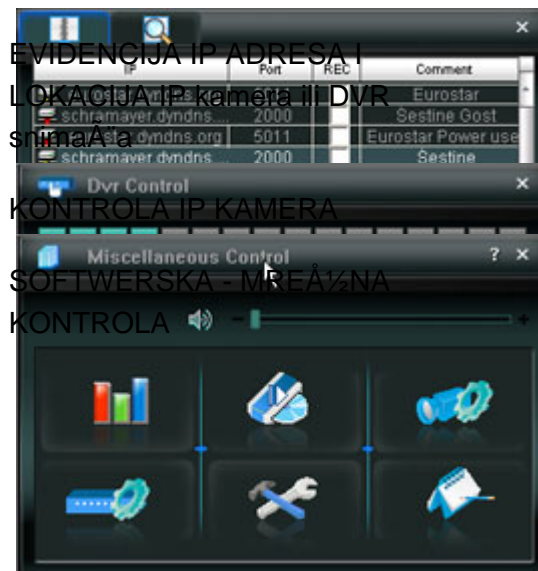 EVIDENCIJA IP ADRESA I
IP Port REC Comment
LOKACIJA IP kamera ili DVR
Eurostar
schramayer.dyndns.... 2000 Sestine Gost
snimaÄ'a
dyndns.org 5011 Eurostar Power use
schramayer.dyndns.... 2000 Sestine
Dvr Control
KONTROLA IP KAMERA
Miscellaneous Control ?
SOFTWERSKA - MREÅ½NA
KONTROLA
- +